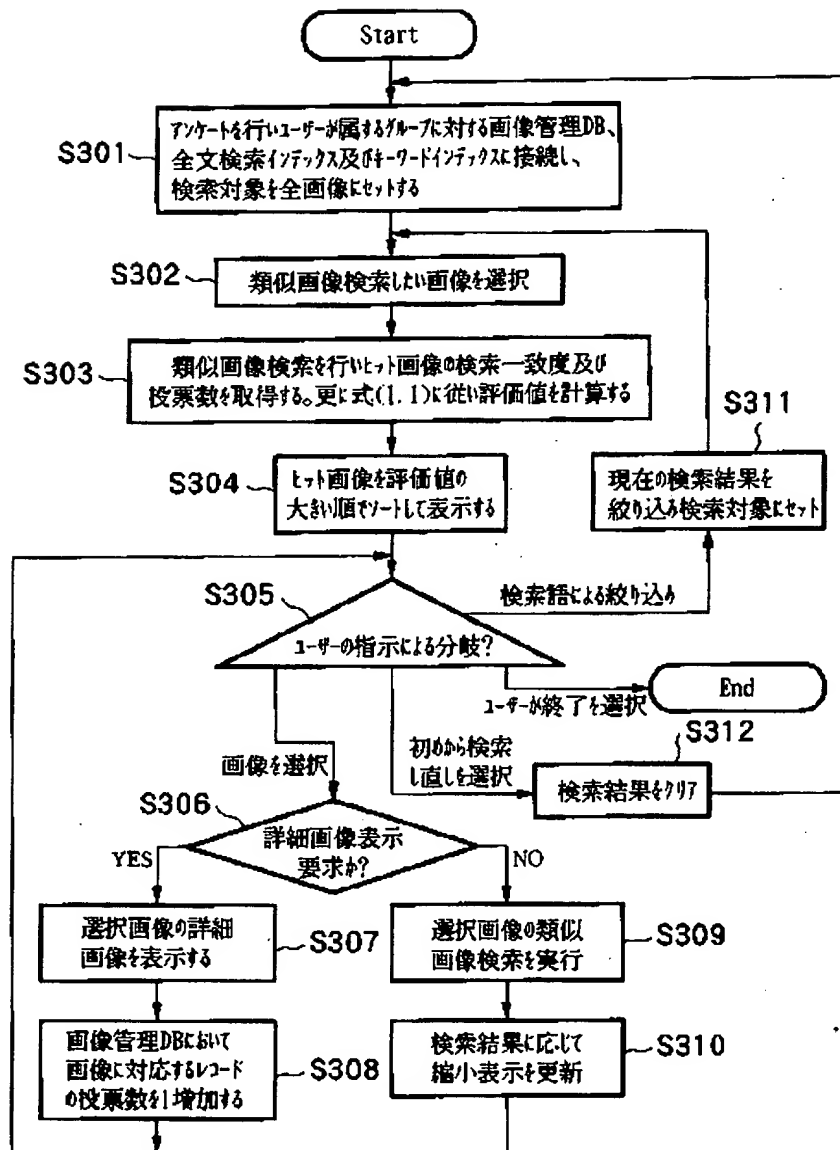 Start
S301
アンケートを行いユーザーが属するグループに対する画像管理DB、
全文検索インデックス及びキーワードインデックスに接続し、
検索対象を全画像にセットする
S302
類似画像検索したい画像を選択
S303
類似画像検索を行いヒット画像の検索一致度及び
投票数を取得する。更に式(1.1)に従い評価値を計算する
S304
ヒット画像を評価値の
大きい順でソートして表示する
S311
現在の検索結果を
絞り込み検索対象にセット
S305
ユーザーの指示による分岐?
検索語による絞り込み
ユーザーが終了を選択
End
画像を選択
初めから検索
し直しを選択
S312
検索結果をクリア
S306
詳細画像表示
要求か?
YES
NO
選択画像の詳細
画像を表示する
S307
選択画像の類似
画像検索を実行
S309
画像管理DBにおいて
画像に対応するレコード
の投票数を1増加する
S308
検索結果に応じて
縮小表示を更新
S310